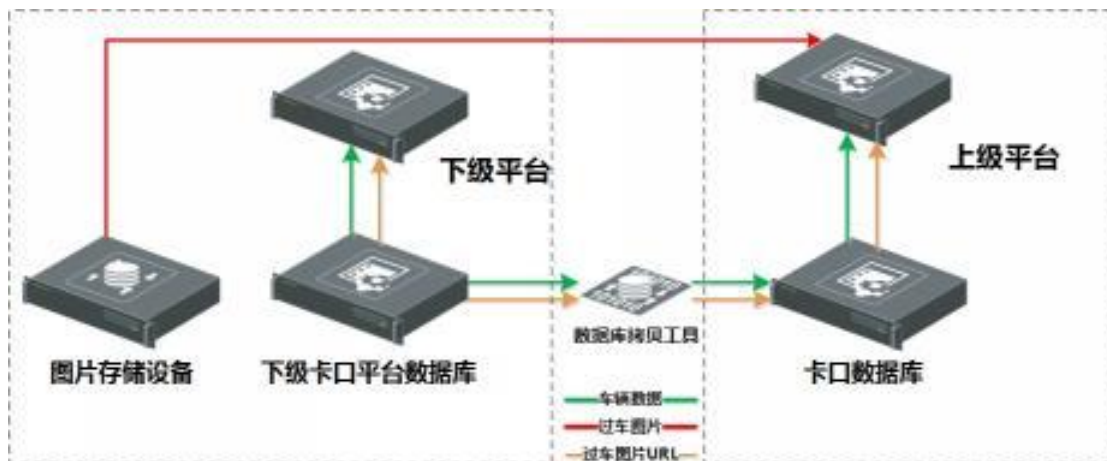 下级平台
上级平台
图片存储设备
下级卡口平台数据库
数据库拷贝工具
卡口数据库
车辆数据
过车图片
过车图片URL